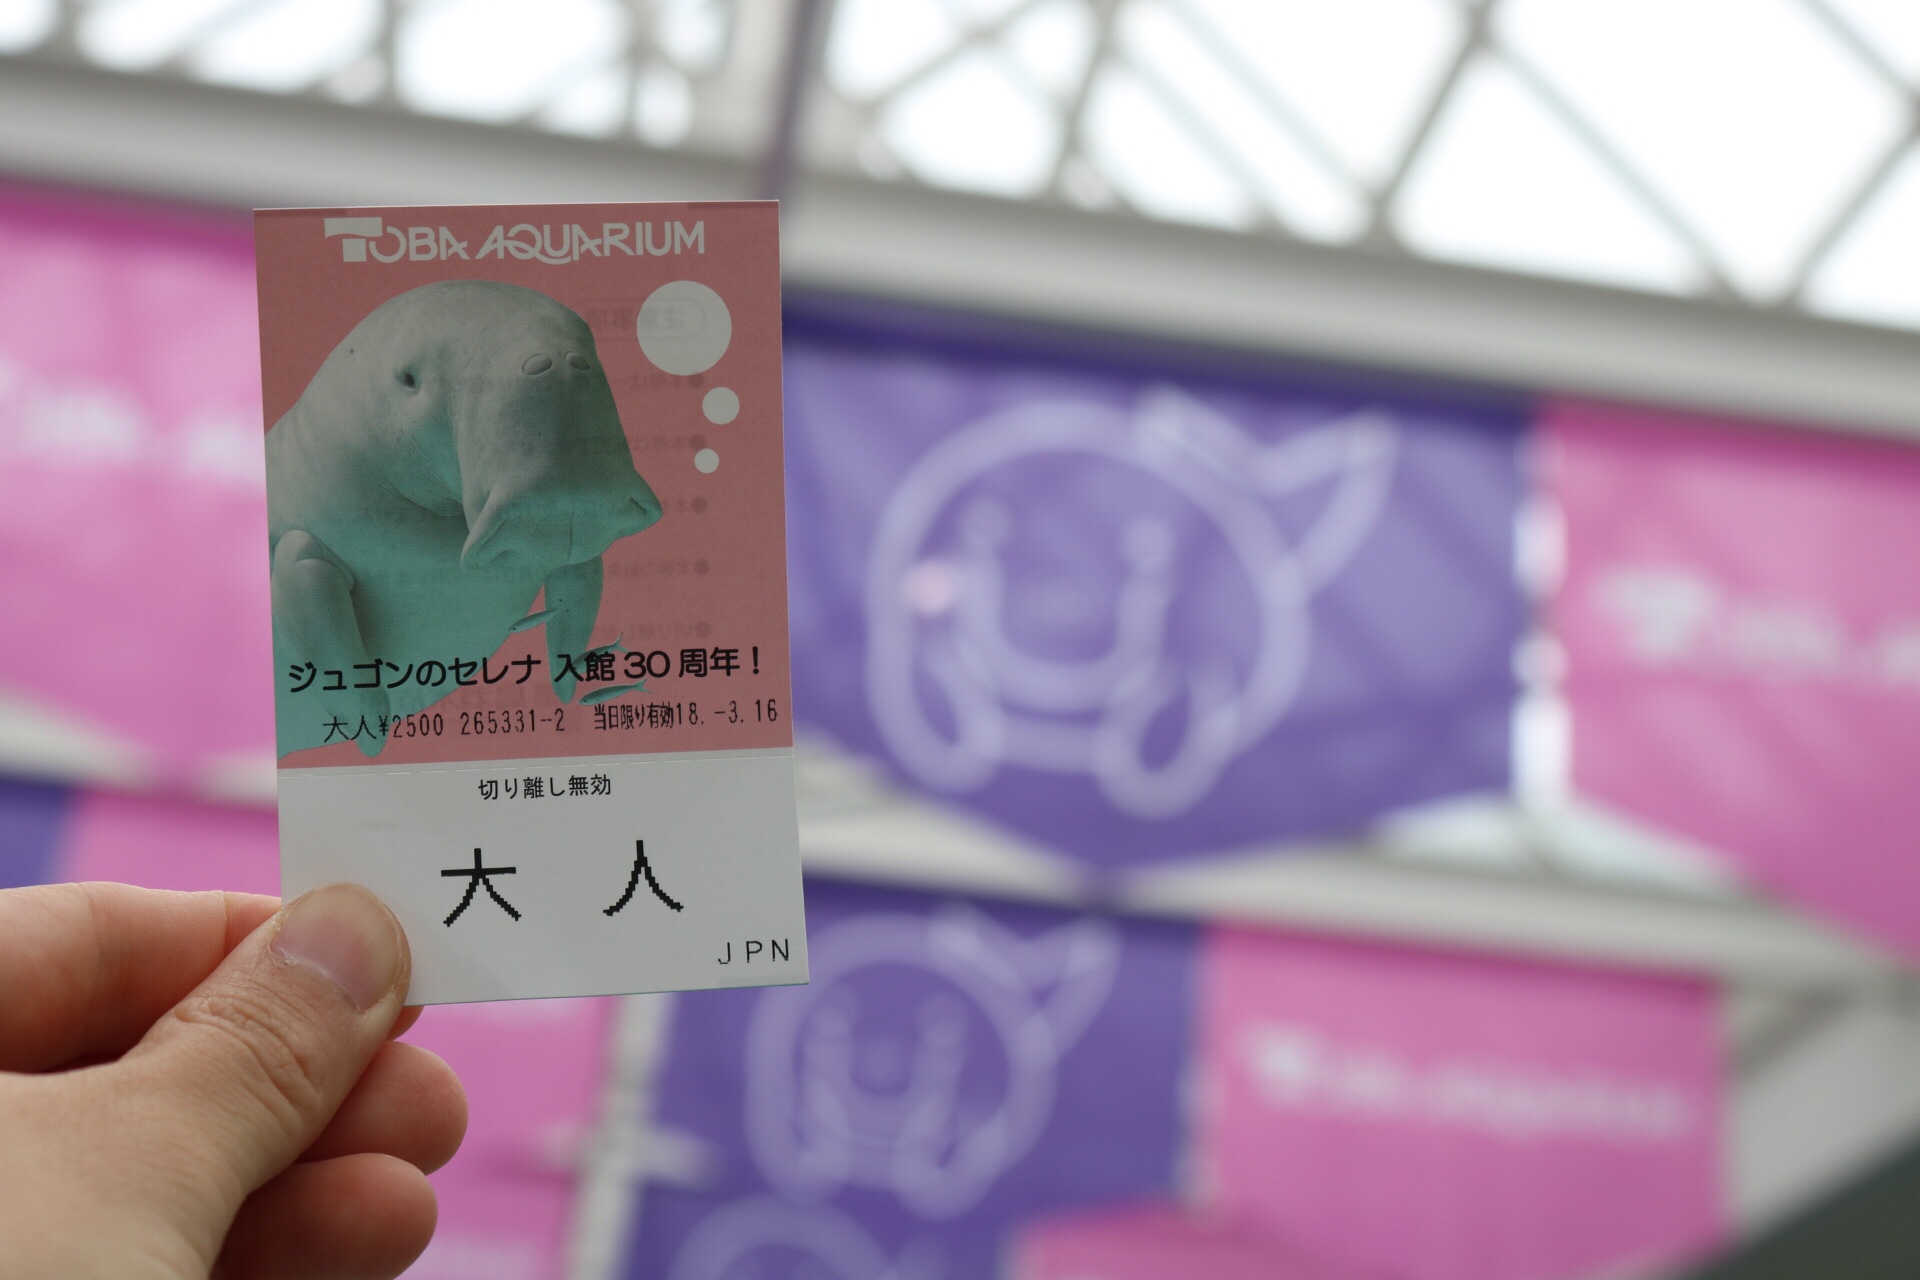 TOBA AQUARIUM
ジュゴンのセレナ 入館30周年！
大人¥2500 265331-2 当日限り有効18.-3.16
切り離し無効
大人
JPN